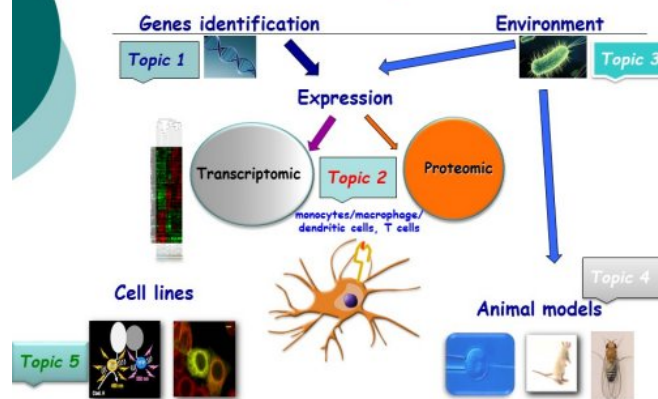 Genes identification
Environment
Topic 1
Topic 3
Expression
Transcriptomic
Topic 2
Proteomic
monocytes/macrophage/
dendritic cells, T cells
Topic 4
Cell lines
Animal models
Topic 5